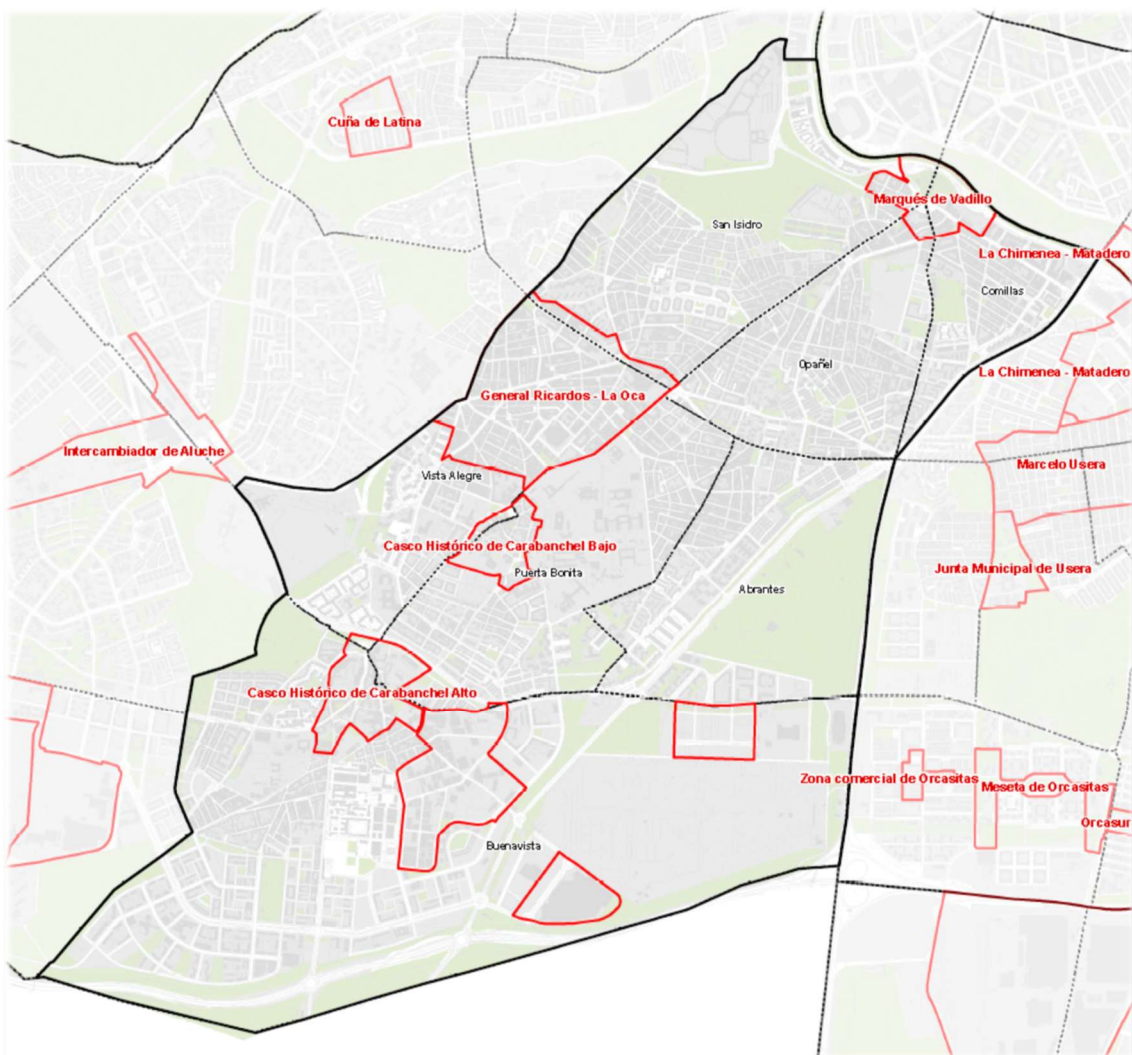 Cuña de Latina
Marqués de Vadillo
San Isidro
La Chimenea - Matadero
Comillas
Opañel
La Chimenea - Matadero
General Ricardos - La Oca
Intercambiador de Aluche
Marcelo Usera
Vista Alegre
Casco Histórico de Carabanchel Bajo
Junta Municipal de Usera
Puerta Bonita
Abrantes
Casco Histórico de Carabanchel Alto
Zona comercial de Orcasitas
Meseta de Orcasitas
Orcasur
Buenavista